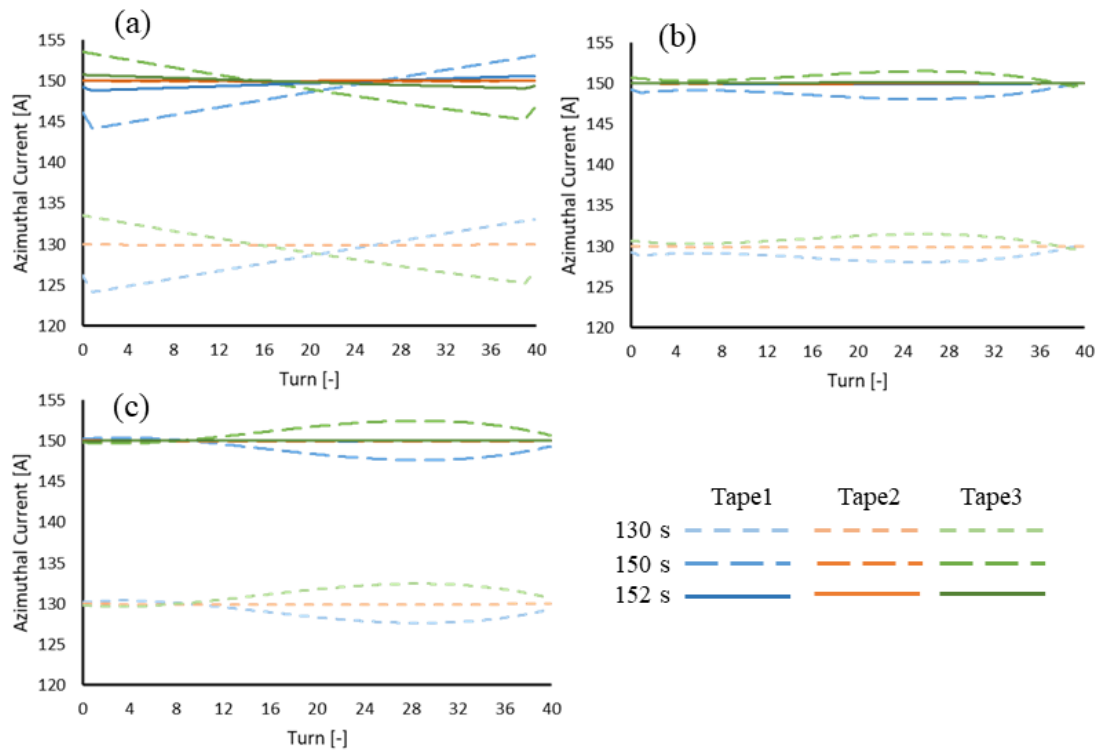 (a)
Azimuthal Current [A]
155
150
145
140
135
130
125
120
0 4 8 12 16 20 24 28 32 36 40
Turn [-]
(b)
Azimuthal Current [A]
155
150
145
140
135
130
125
120
0 4 8 12 16 20 24 28 32 36 40
Turn [-]
(c)
Azimuthal Current [A]
155
150
145
140
135
130
125
120
0 4 8 12 16 20 24 28 32 36 40
Turn [-]
Tape1 Tape2 Tape3
130 s
150 s
152 s